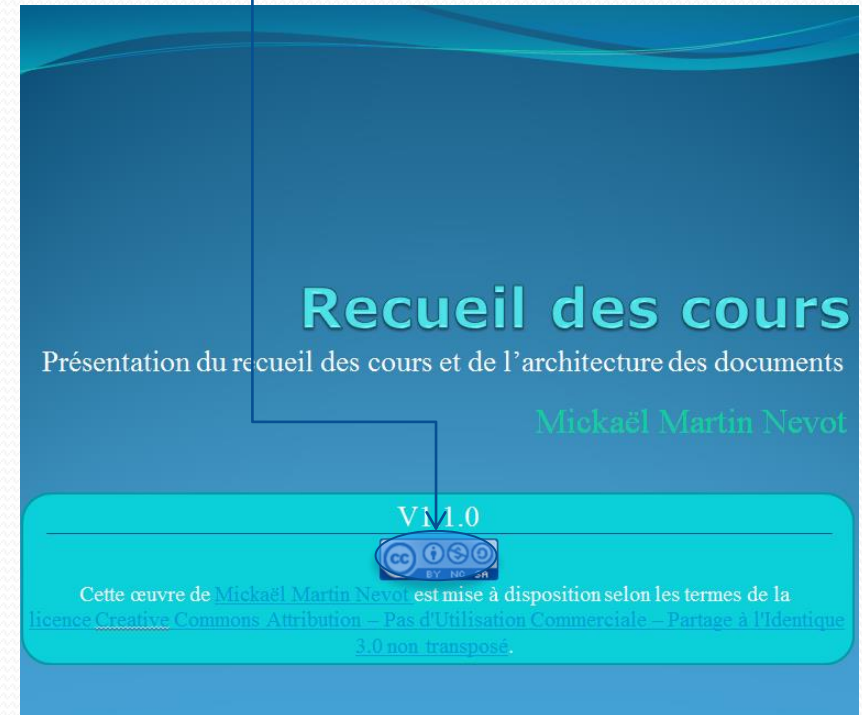 Recueil des cours
Présentation du recueil des cours et de l’architecture des documents
Mickaël Martin Nevot
V1.1.0
cc
BY NC SA
Cette œuvre de Mickaël Martin Nevot est mise à disposition selon les termes de la
licence Creative Commons Attribution – Pas d'Utilisation Commerciale – Partage à l'Identique
3.0 non transposé.